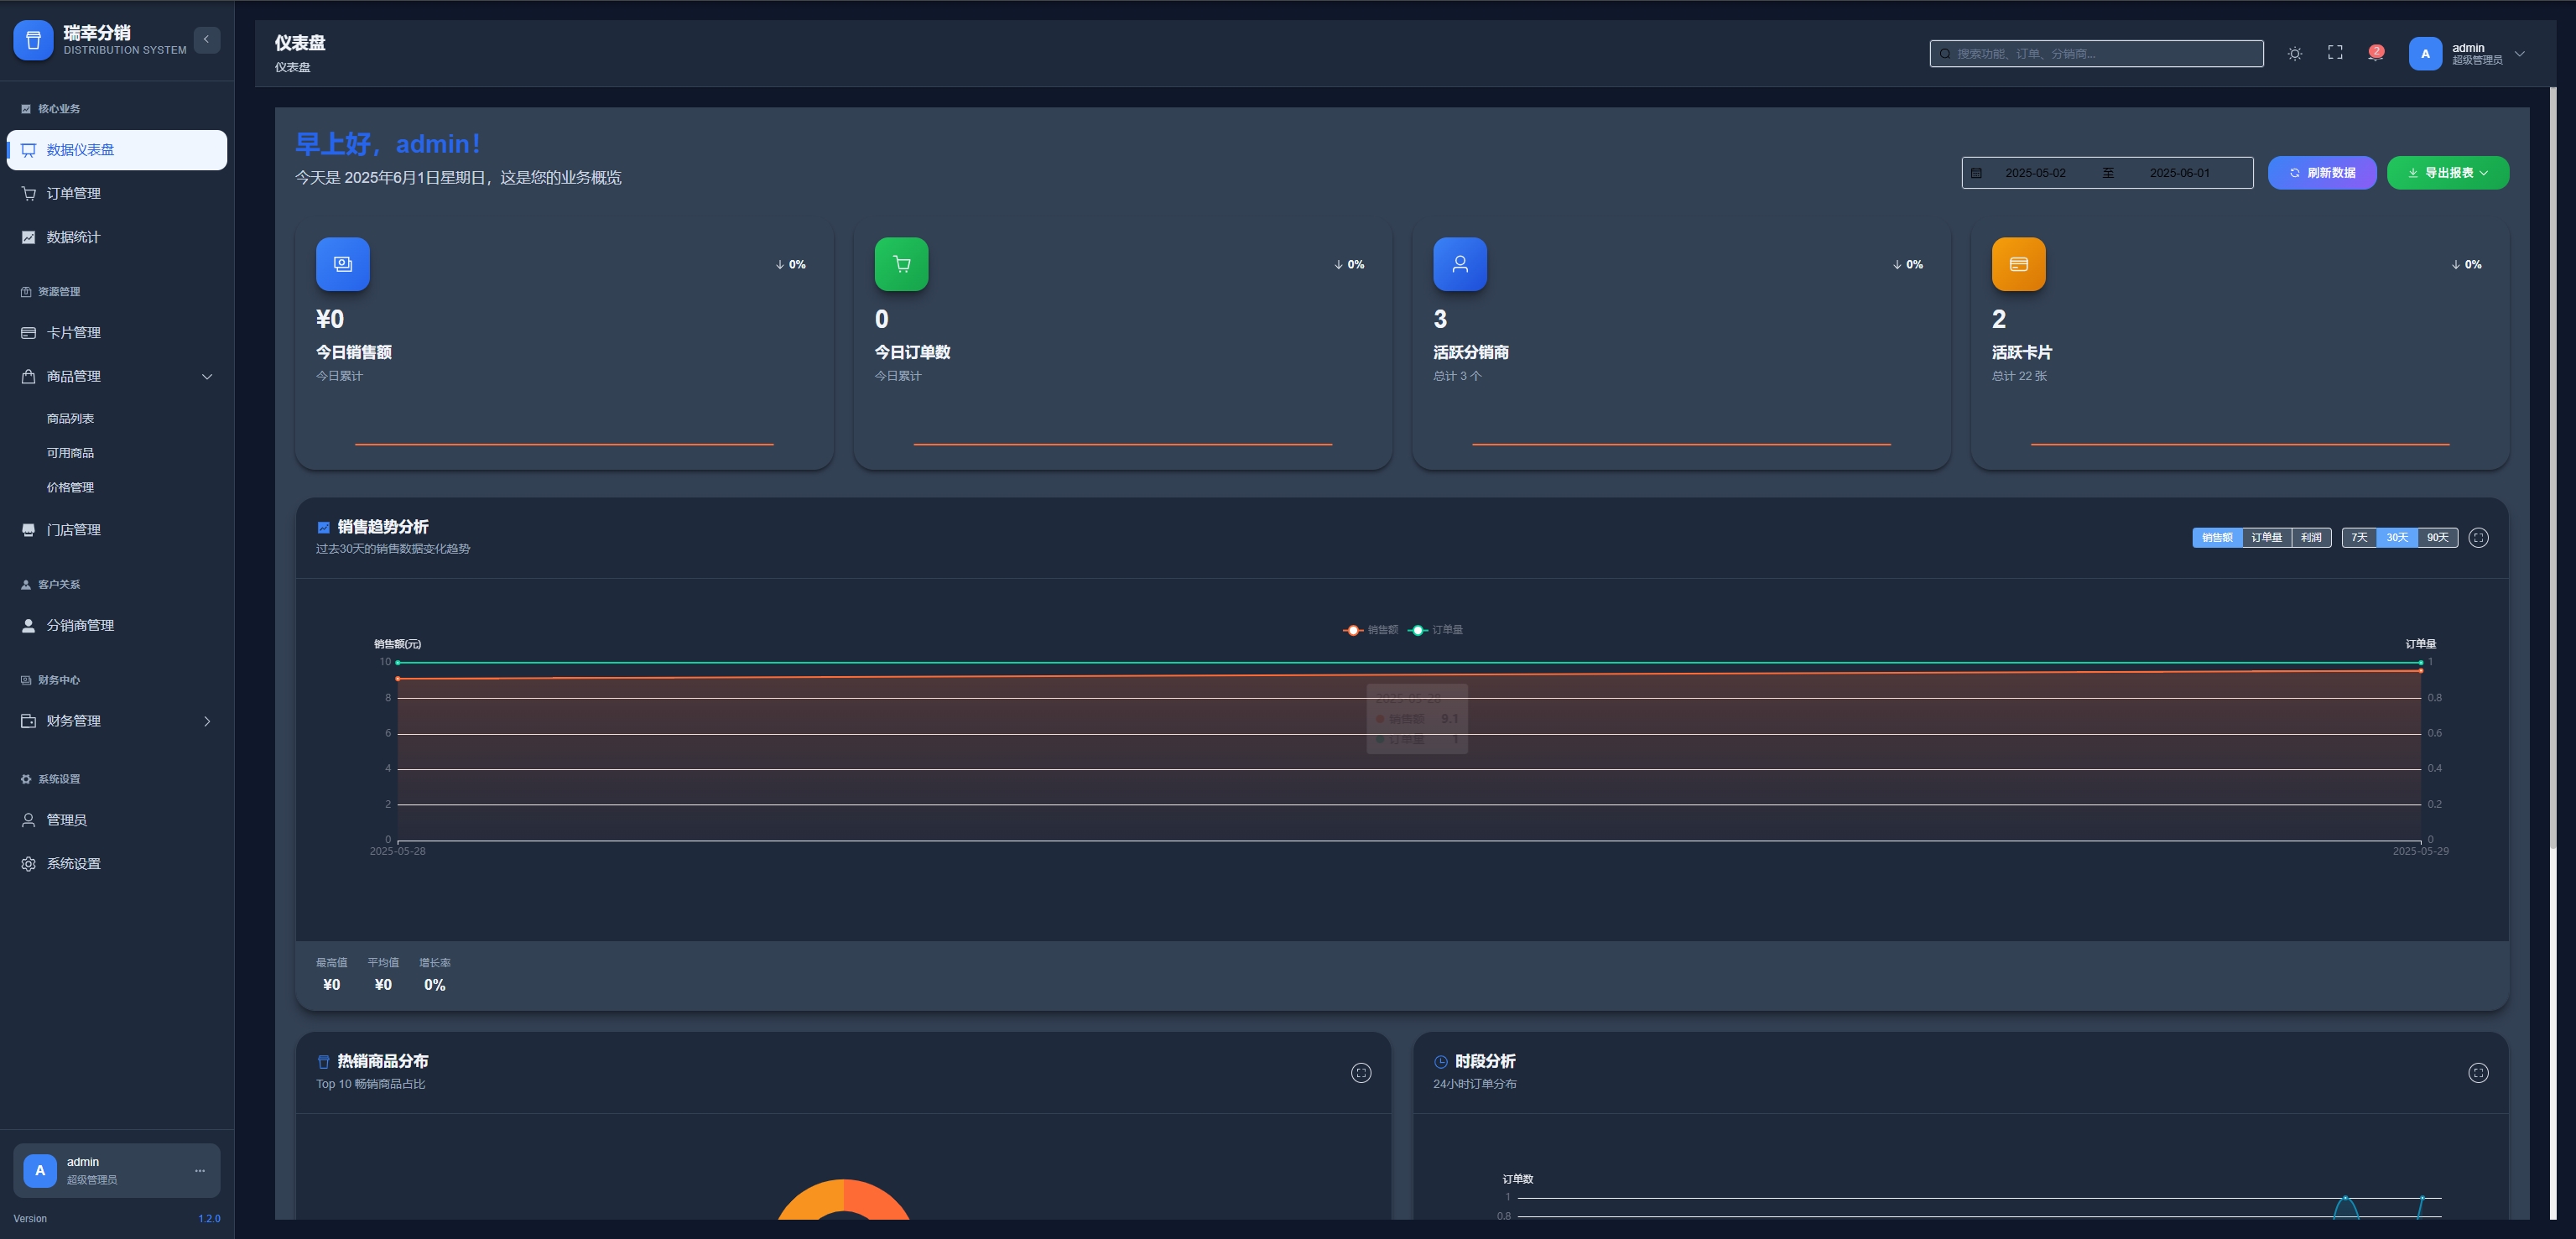 瑞幸分销
DISTRIBUTION SYSTEM
核心业务
数据仪表盘
订单管理
数据统计
资源管理
卡片管理
商品管理
商品列表
可用商品
价格管理
门店管理
客户关系
分销商管理
财务中心
财务管理
系统设置
管理员
系统设置
A
admin
超级管理员
Version 1.2.0
仪表盘
仪表盘
搜索功能、订单、分销商...
2
A
admin
超级管理员
早上好，admin！
今天是 2025年6月1日星期日，这是您的业务概览
2025-05-02 至 2025-06-01
刷新数据
导出报表
0%
¥0
今日销售额
今日累计
0%
0
今日订单数
今日累计
0%
3
活跃分销商
总计 3 个
0%
2
活跃卡片
总计 22 张
销售趋势分析
过去30天的销售数据变化趋势
销售额 订单量 利润
7天 30天 90天
销售额 订单量
销售额(元)
订单量
10
8
6
4
2
0
1
0.8
0.6
0.4
0.2
0
2025-05-28
2025-05-29
2025-05-28
销售额 9.1
订单量 1
最高值 平均值 增长率
¥0 ¥0 0%
热销商品分布
Top 10 畅销商品占比
时段分析
24小时订单分布
订单数
1
0.8